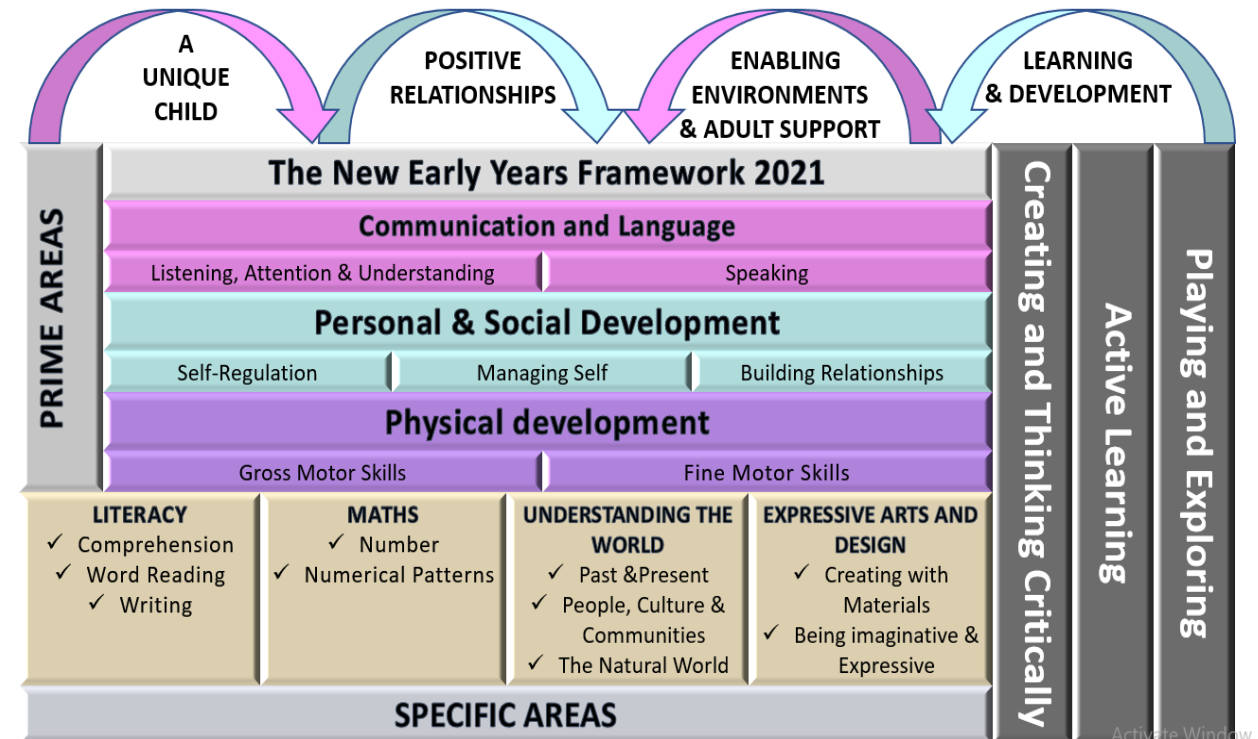 A
UNIQUE
CHILD
POSITIVE
RELATIONSHIPS
ENABLING
ENVIRONMENTS
& ADULT SUPPORT
LEARNING
& DEVELOPMENT
PRIME AREAS
The New Early Years Framework 2021
Communication and Language
Listening, Attention & Understanding
Speaking
Personal & Social Development
Self-Regulation
Managing Self
Building Relationships
Physical development
Gross Motor Skills
Fine Motor Skills
LITERACY
✓ Comprehension
✓ Word Reading
✓ Writing
MATHS
✓ Number
✓ Numerical Patterns
UNDERSTANDING THE
WORLD
✓ Past &Present
✓ People, Culture &
Communities
✓ The Natural World
EXPRESSIVE ARTS AND
DESIGN
✓ Creating with
Materials
✓ Being imaginative &
Expressive
SPECIFIC AREAS
Creating and Thinking Critically
Active Learning
Playing and Exploring
Activate Window